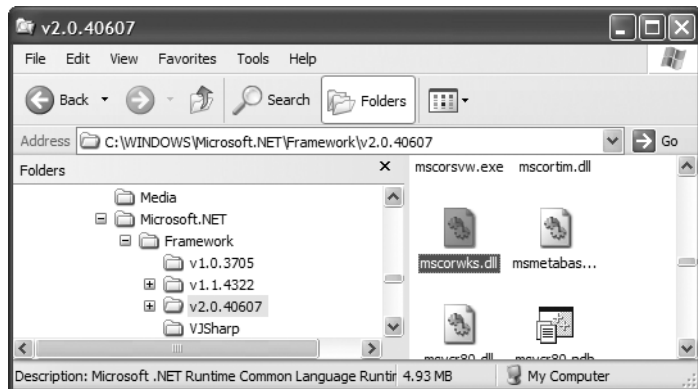 v2.0.40607
File Edit View Favorites Tools Help
Back Search Folders
Address C:\WINDOWS\Microsoft.NET\Framework\v2.0.40607 Go
Folders
Media
Microsoft.NET
Framework
v1.0.3705
v1.1.4322
v2.0.40607
VJSharp
mscorsvw.exe mscortim.dll
mscorwks.dll msmetabas...
Description: Microsoft .NET Runtime Common Language Runtir 4.93 MB My Computer